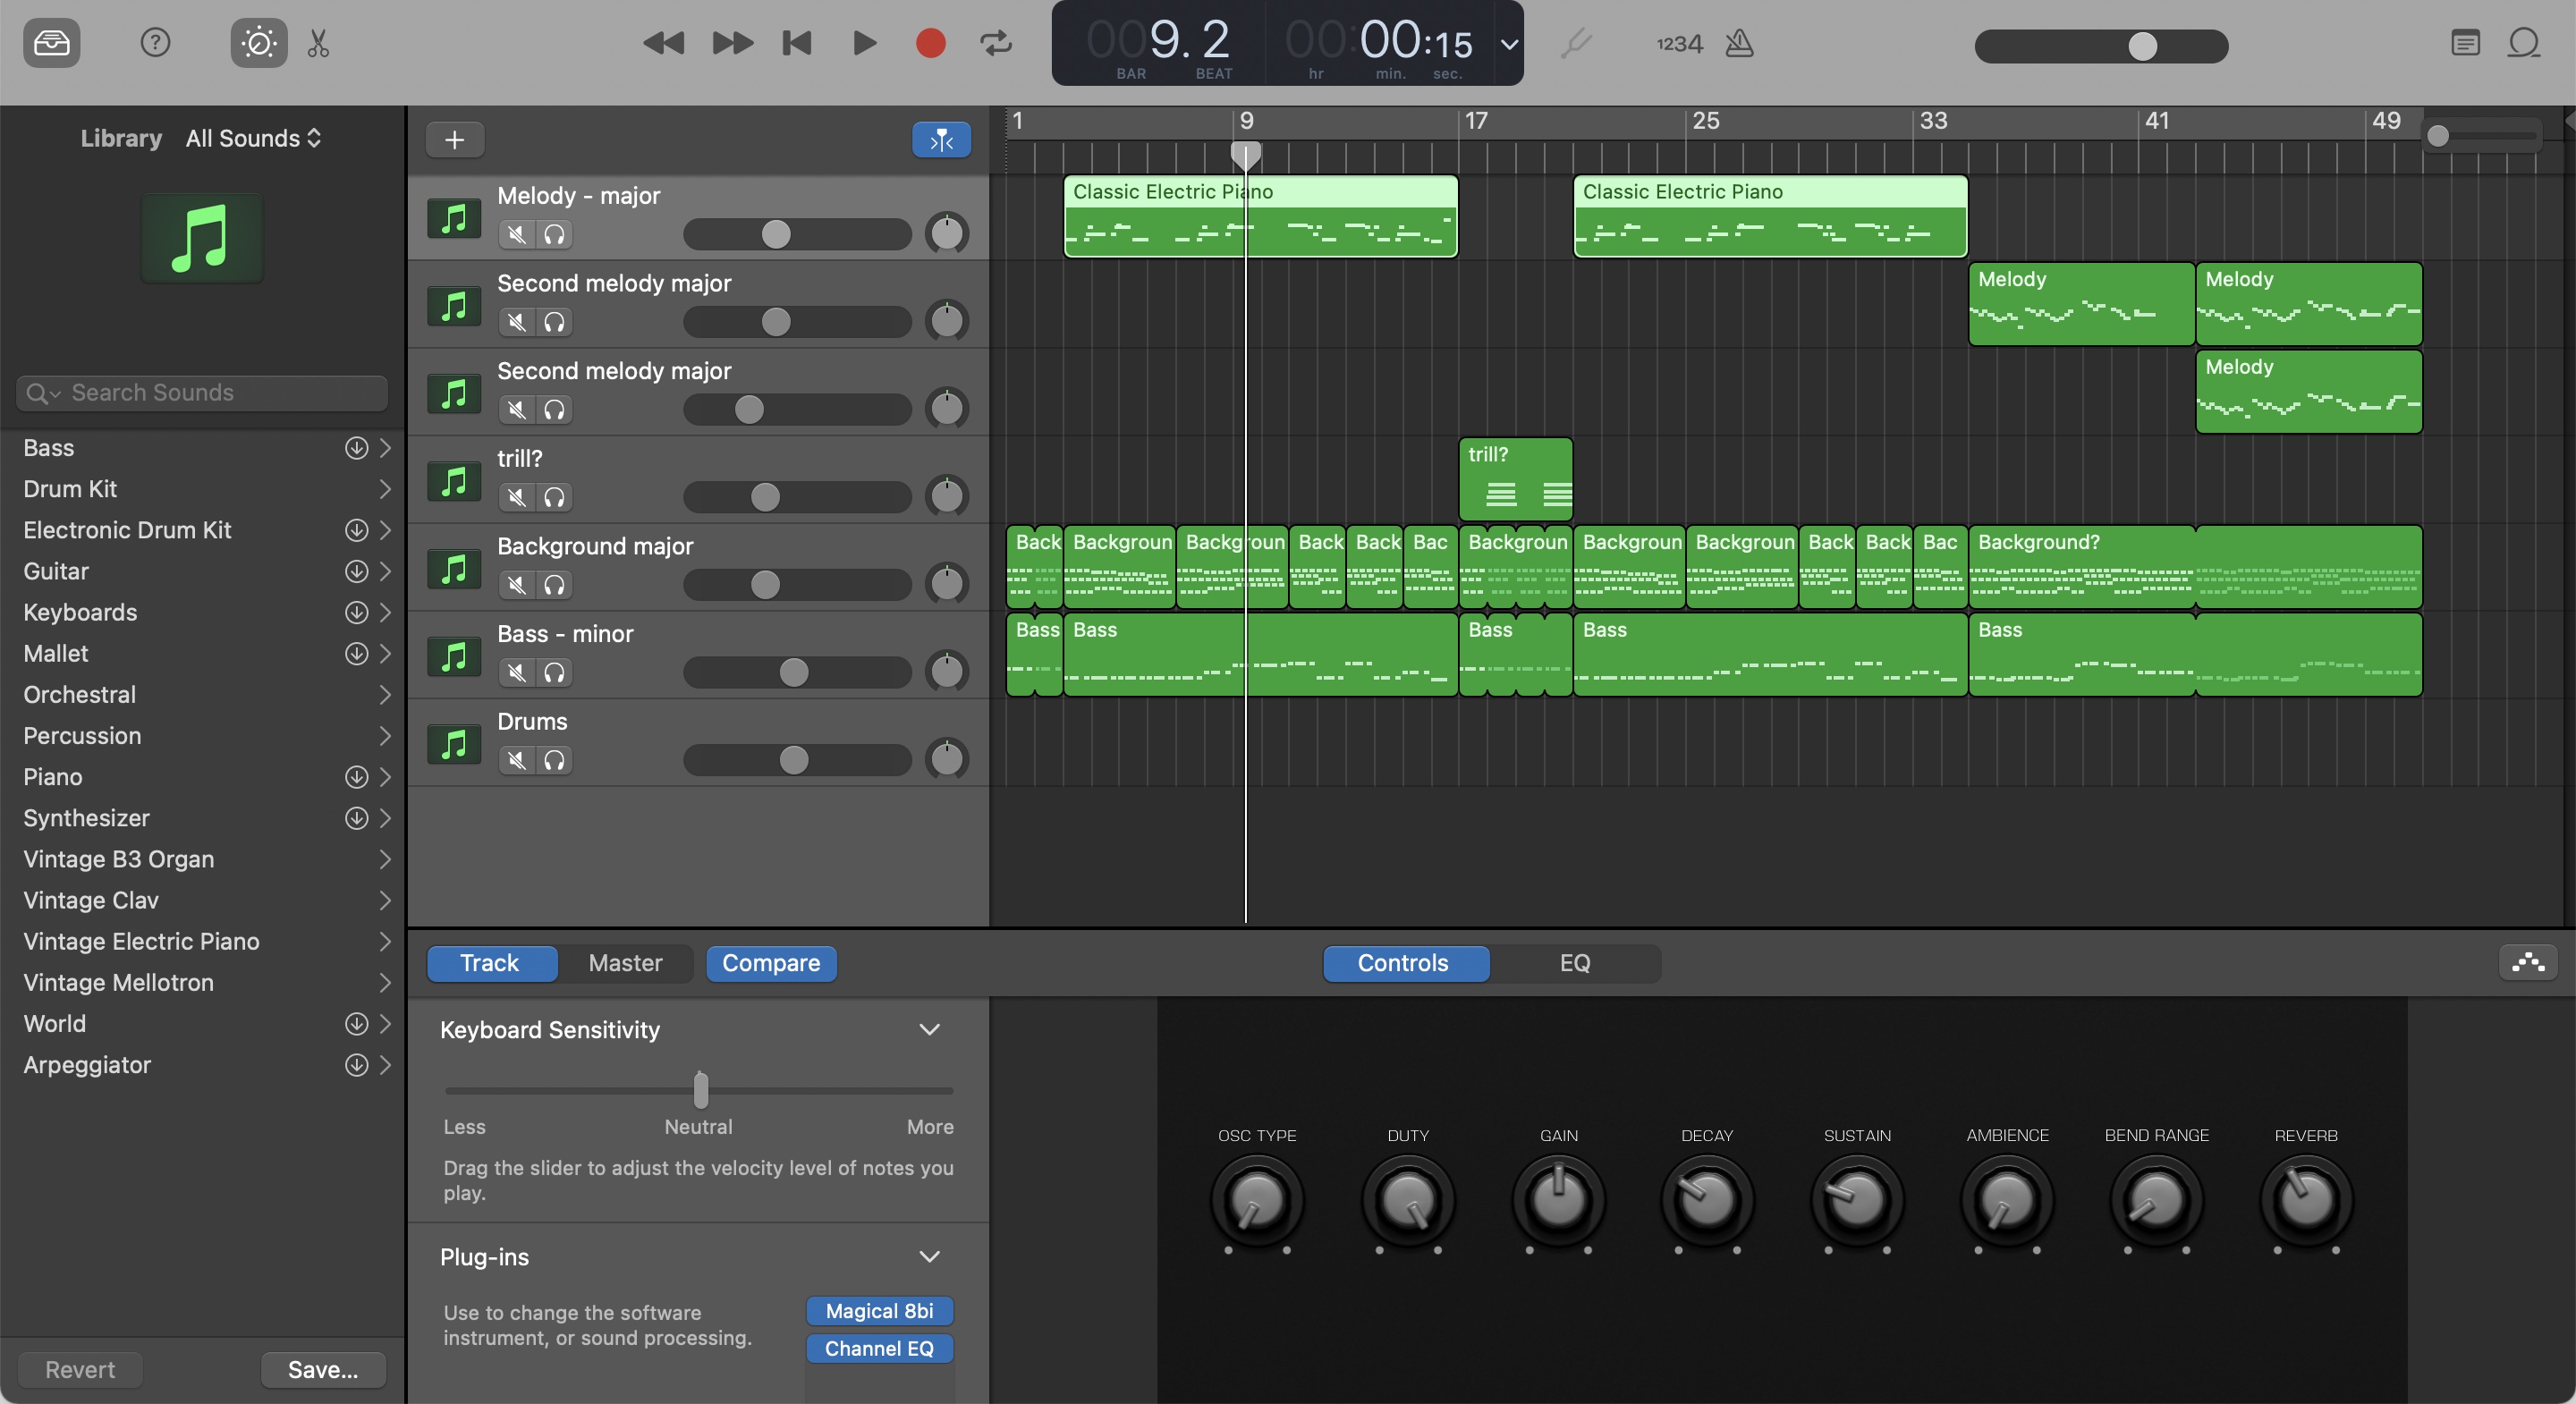 009. 2
00:00:15
1234
BAR
BEAT
hr
min.
sec.
Library
All Sounds
Search Sounds
Bass
Drum Kit
Electronic Drum Kit
Guitar
Keyboards
Mallet
Orchestral
Percussion
Piano
Synthesizer
Vintage B3 Organ
Vintage Clav
Vintage Electric Piano
Vintage Mellotron
World
Arpeggiator
Revert
Save...
1
9
17
25
33
41
49
Melody - major
Classic Electric Piano
Classic Electric Piano
Second melody major
Melody
Melody
Second melody major
Melody
trill?
trill?
Background major
Back
Backgroun
Backgroun
Back
Back
Bac
Backgroun
Backgroun
Backgroun
Back
Back
Bac
Background?
Bass - minor
Bass
Bass
Bass
Bass
Bass
Drums
Track
Master
Compare
Controls
EQ
Keyboard Sensitivity
Less
Neutral
More
Drag the slider to adjust the velocity level of notes you
play.
Plug-ins
Use to change the software
instrument, or sound processing.
Magical 8bi
Channel EQ
OSC TYPE
DUTY
GAIN
DECAY
SUSTAIN
AMBIENCE
BEND RANGE
REVERB